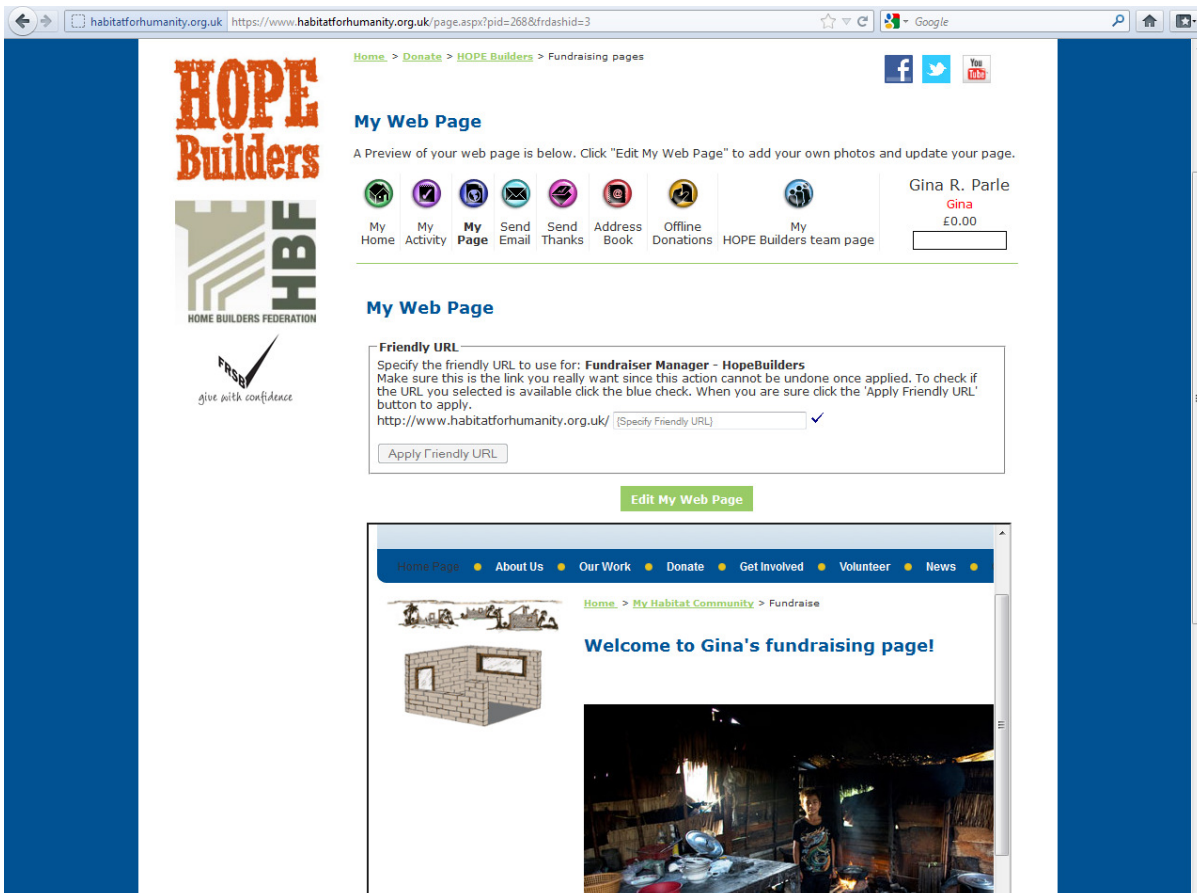 habitatforhumanity.org.uk https://www.habitatforhumanity.org.uk/page.aspx?pid=268&frdashid=3 Google
HOPE
Builders
HBF
HOME BUILDERS FEDERATION
FRSB
give with confidence
Home > Donate > HOPE Builders > Fundraising pages
You
Tube
My Web Page
A Preview of your web page is below. Click "Edit My Web Page" to add your own photos and update your page.
My Home
My Activity
My Page
Send Email
Send Thanks
Address Book
Offline Donations
My HOPE Builders team page
Gina R. Parle
Gina
£0.00
My Web Page
Friendly URL
Specify the friendly URL to use for: Fundraiser Manager - HopeBuilders
Make sure this is the link you really want since this action cannot be undone once applied. To check if
the URL you selected is available click the blue check. When you are sure click the 'Apply Friendly URL'
button to apply.
http://www.habitatforhumanity.org.uk/ {Specify Friendly URL}
Apply Friendly URL
Edit My Web Page
Home Page About Us Our Work Donate Get Involved Volunteer News
Home > My Habitat Community > Fundraise
Welcome to Gina's fundraising page!